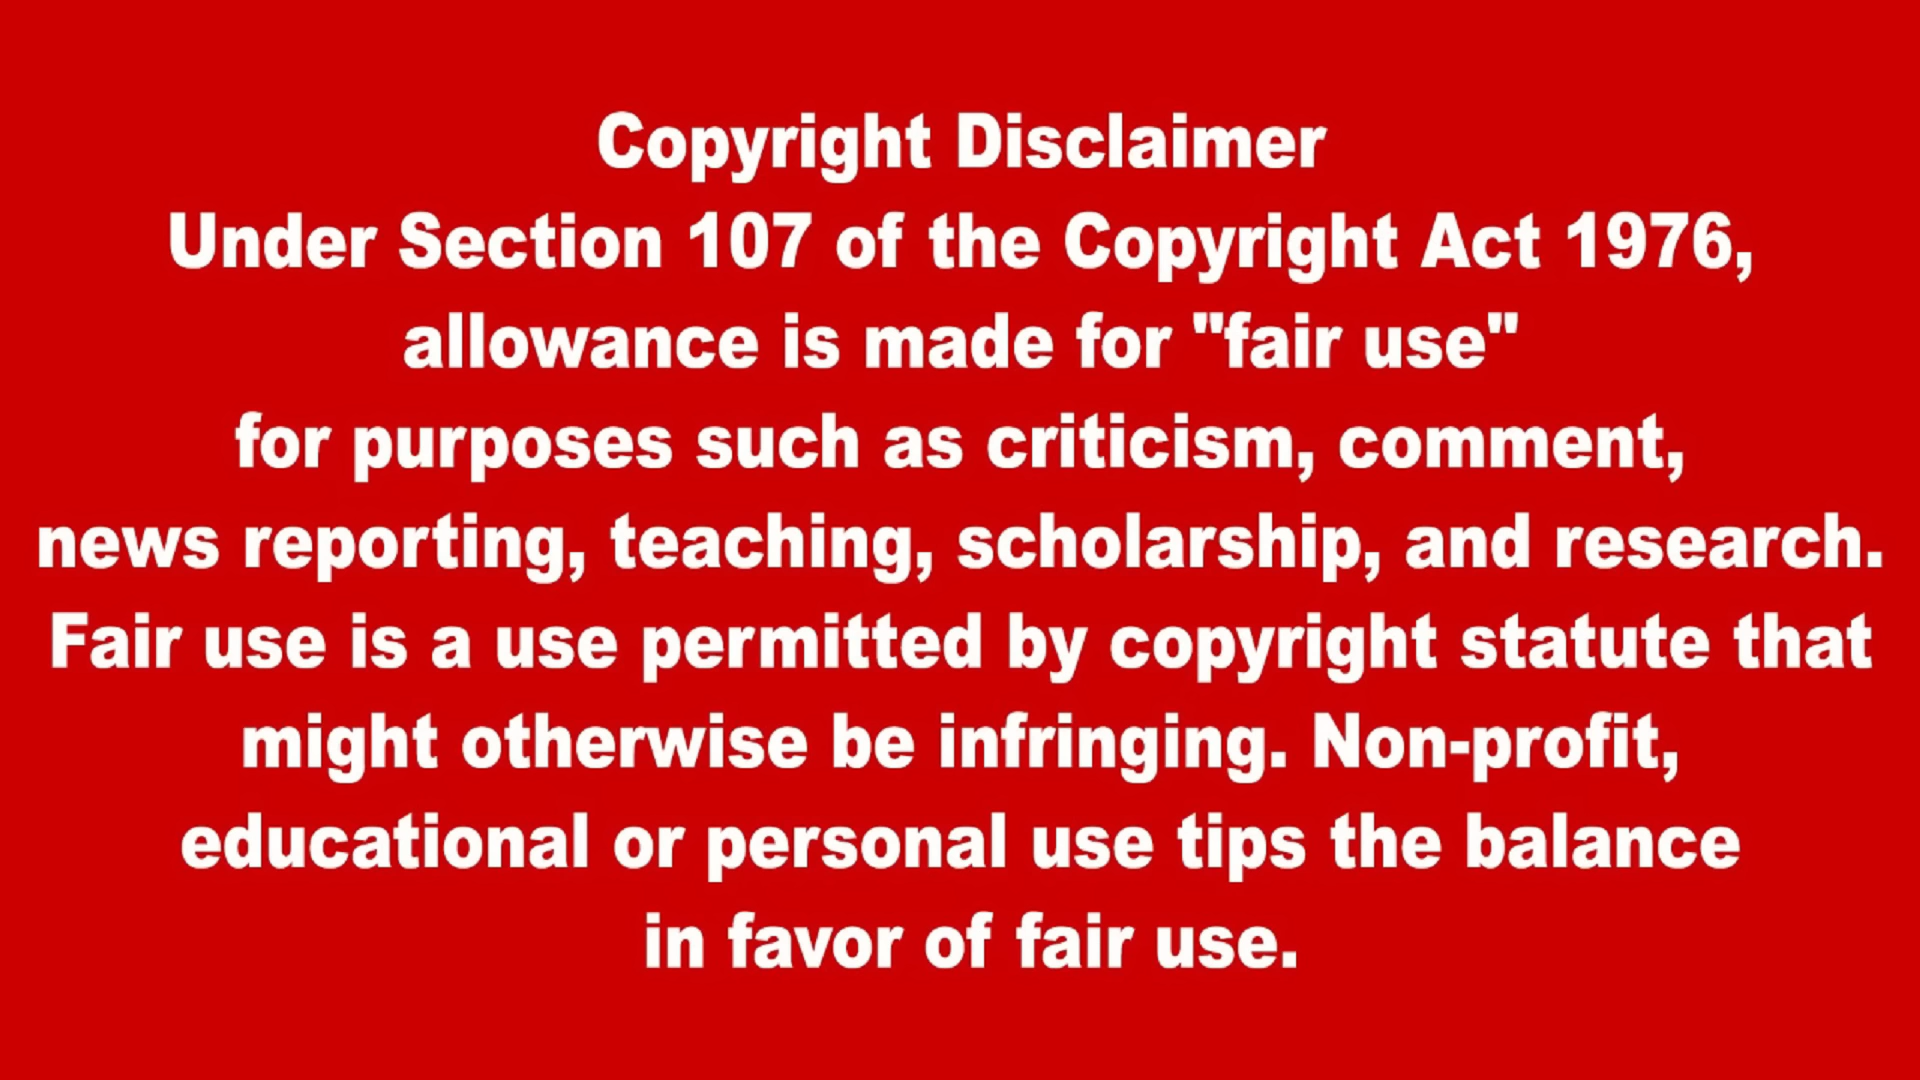 Copyright Disclaimer
Under Section 107 of the Copyright Act 1976,
allowance is made for "fair use"
for purposes such as criticism, comment,
news reporting, teaching, scholarship, and research.
Fair use is a use permitted by copyright statute that
might otherwise be infringing. Non-profit,
educational or personal use tips the balance
in favor of fair use.